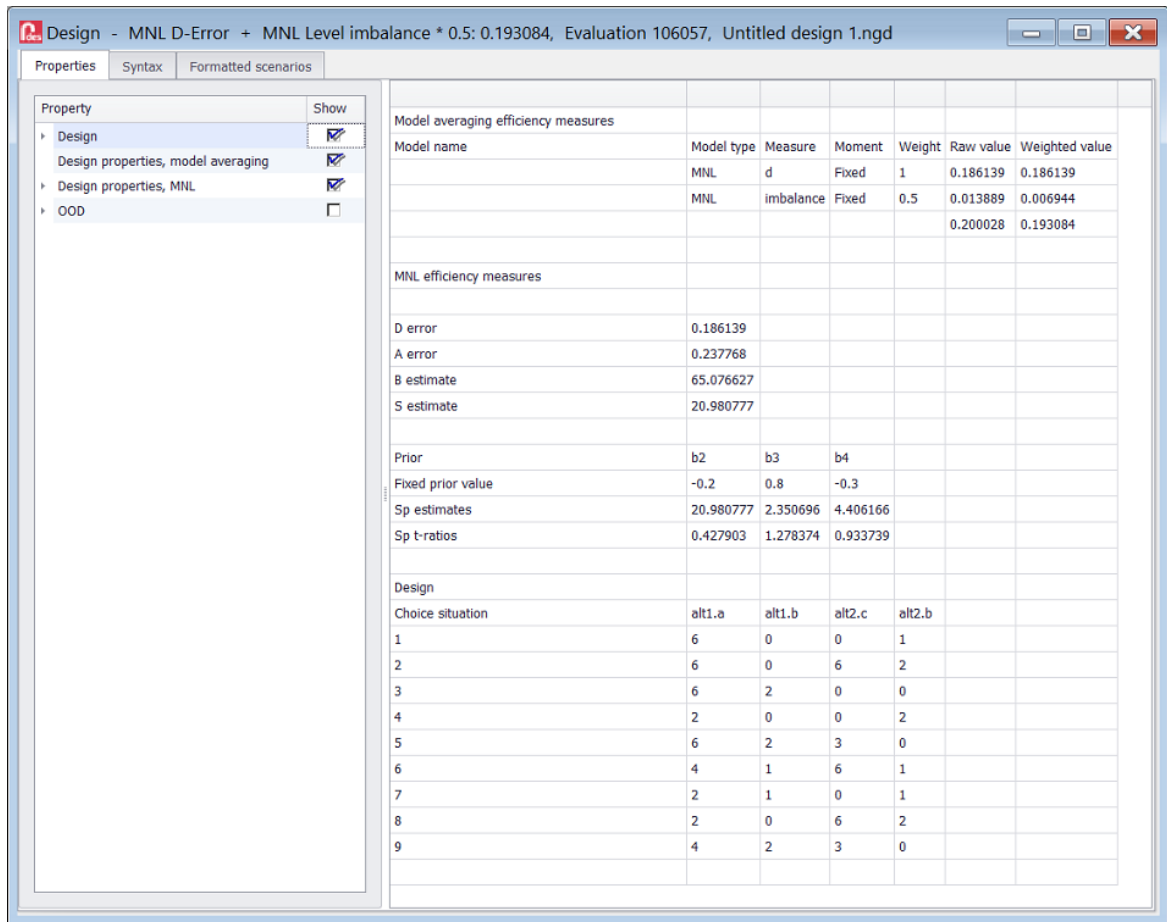 des
Design - MNL D-Error + MNL Level imbalance * 0.5: 0.193084, Evaluation 106057, Untitled design 1.ngd
Properties Syntax Formatted scenarios
Property Show
Design
Design properties, model averaging
Design properties, MNL
OOD
Model averaging efficiency measures
Model name Model type Measure Moment Weight Raw value Weighted value
MNL d Fixed 1 0.186139 0.186139
MNL imbalance Fixed 0.5 0.013889 0.006944
0.200028 0.193084
MNL efficiency measures
D error 0.186139
A error 0.237768
B estimate 65.076627
S estimate 20.980777
Prior b2 b3 b4
Fixed prior value -0.2 0.8 -0.3
Sp estimates 20.980777 2.350696 4.406166
Sp t-ratios 0.427903 1.278374 0.933739
Design
Choice situation alt1.a alt1.b alt2.c alt2.b
1 6 0 0 1
2 6 0 6 2
3 6 2 0 0
4 2 0 0 2
5 6 2 3 0
6 4 1 6 1
7 2 1 0 1
8 2 0 6 2
9 4 2 3 0